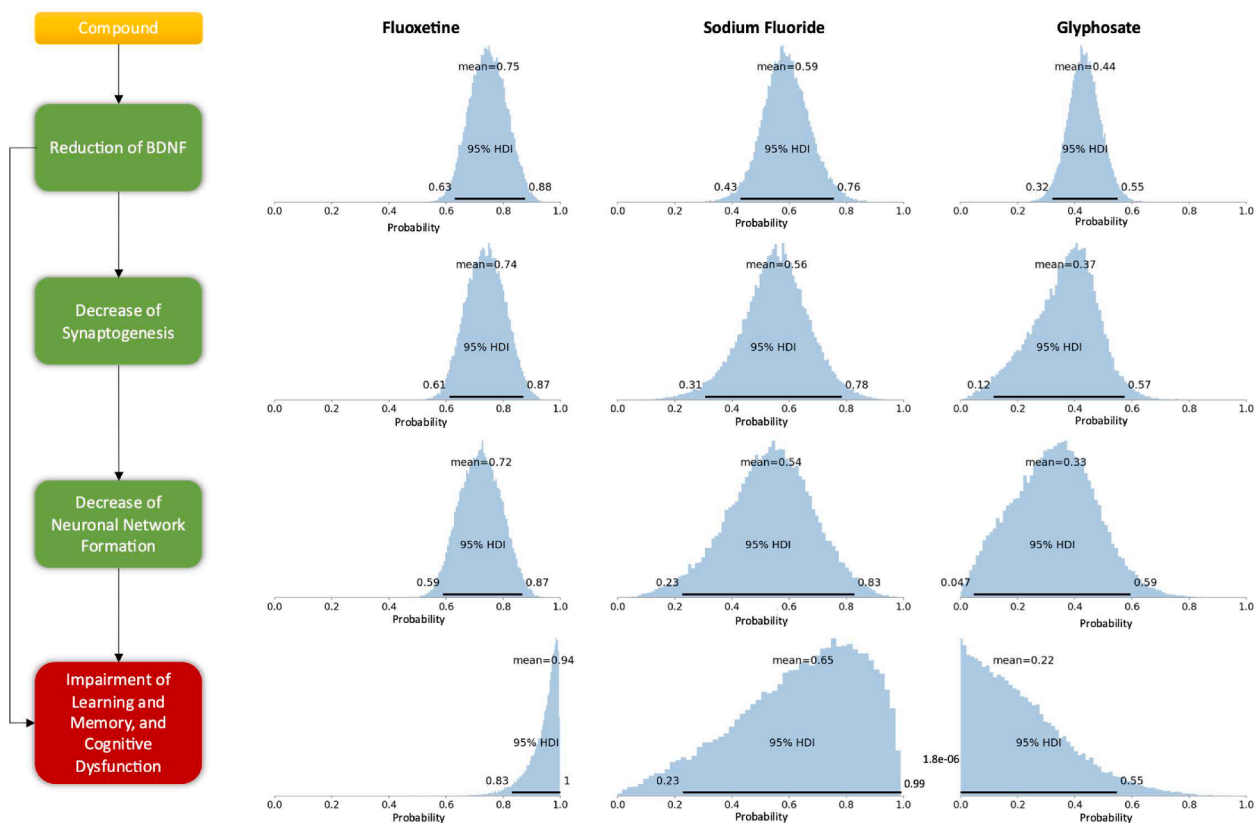 Compound
Fluoxetine
Sodium Fluoride
Glyphosate
Reduction of BDNF
mean=0.75
95% HDI
0.63
0.88
0.0 0.2 0.4 0.6 0.8 1.0
Probability
mean=0.59
95% HDI
0.43
0.76
0.0 0.2 0.4 0.6 0.8 1.0
Probability
mean=0.44
95% HDI
0.32
0.55
0.0 0.2 0.4 0.6 0.8 1.0
Probability
Decrease of
Synaptogenesis
mean=0.74
95% HDI
0.61
0.87
0.0 0.2 0.4 0.6 0.8 1.0
Probability
mean=0.56
95% HDI
0.31
0.78
0.0 0.2 0.4 0.6 0.8 1.0
Probability
mean=0.37
95% HDI
0.12
0.57
0.0 0.2 0.4 0.6 0.8 1.0
Probability
Decrease of
Neuronal Network
Formation
mean=0.72
95% HDI
0.59
0.87
0.0 0.2 0.4 0.6 0.8 1.0
Probability
mean=0.54
95% HDI
0.23
0.83
0.0 0.2 0.4 0.6 0.8 1.0
Probability
mean=0.33
95% HDI
0.047
0.59
0.0 0.2 0.4 0.6 0.8 1.0
Probability
Impairment of
Learning and
Memory, and
Cognitive
Dysfunction
mean=0.94
95% HDI
0.83
1
0.0 0.2 0.4 0.6 0.8 1.0
Probability
mean=0.65
95% HDI
0.23
0.99
0.0 0.2 0.4 0.6 0.8 1.0
Probability
mean=0.22
95% HDI
1.8e-06
0.55
0.0 0.2 0.4 0.6 0.8 1.0
Probability